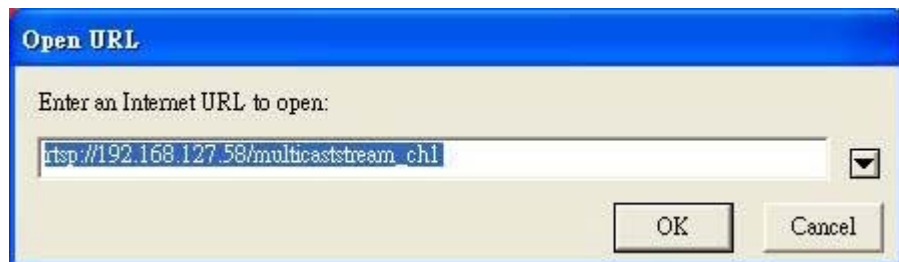 Open URL
Enter an Internet URL to open:
rtsp://192.168.127.58/multicaststream_ch1
OK
Cancel